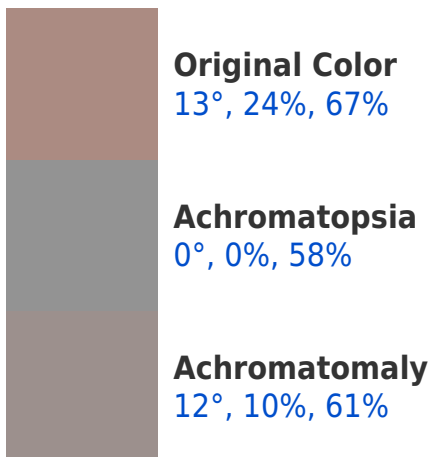 Original Color
13°, 24%, 67%
Achromatopsia
0°, 0%, 58%
Achromatomaly
12°, 10%, 61%